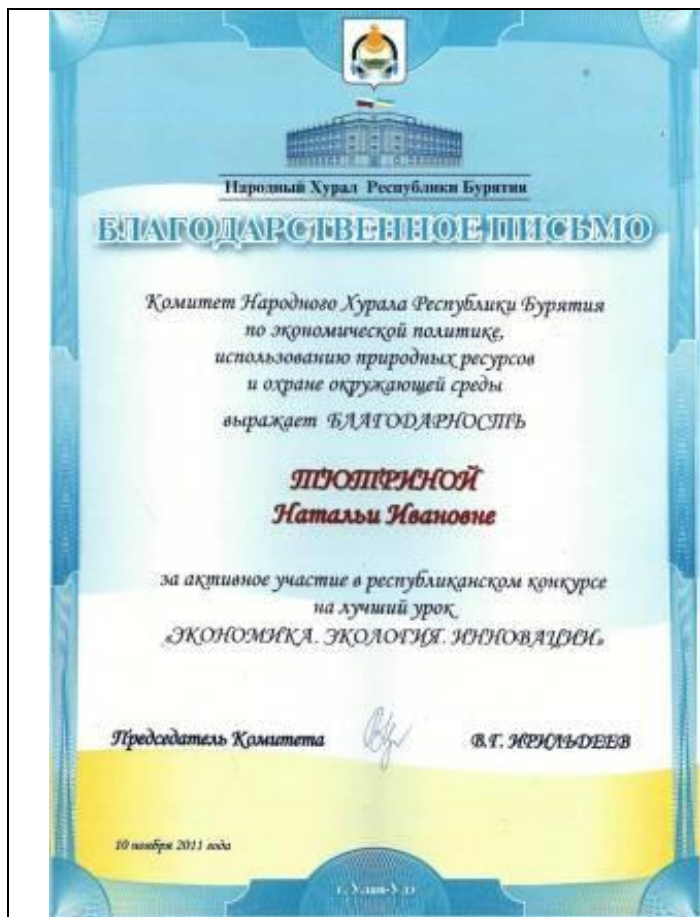 Народный Хурал Республики Бурятия
БЛАГОДАРСТВЕННОЕ ПИСЬМО
Комитет Народного Хурала Республики Бурятия
по экономической политике,
использованию природных ресурсов
и охране окружающей среды
выражает БЛАГОДАРНОСТЬ
ТЮТРИНОЙ
Натальи Ивановне
за активное участие в республиканском конкурсе
на лучший урок
«ЭКОНОМИКА. ЭКОЛОГИЯ. ИННОВАЦИИ»
Председатель Комитета В.Г. ИРИЛЬДЕЕВ
10 ноября 2011 года
г. Улан-Удэ